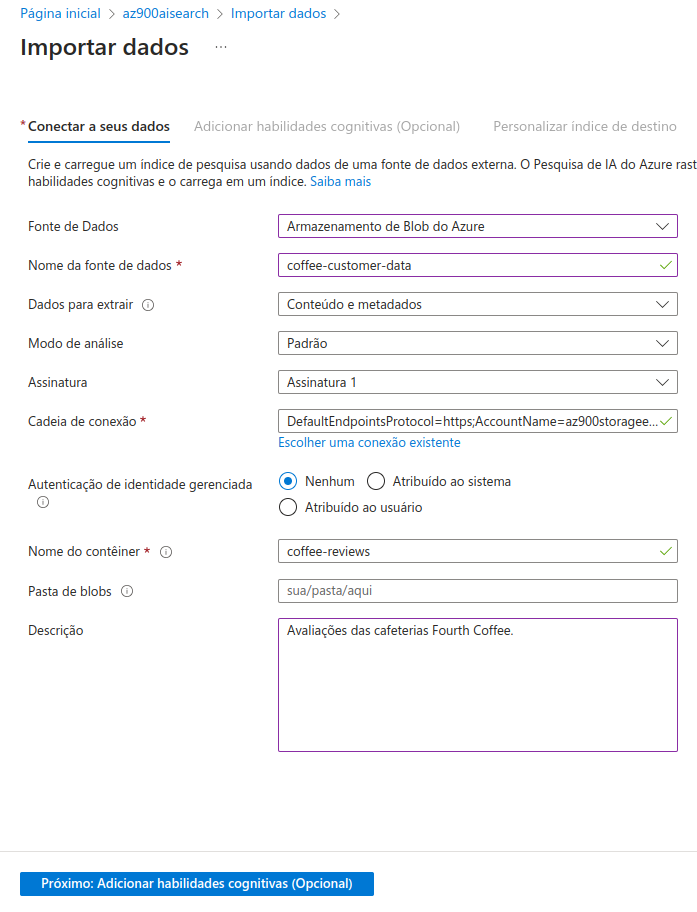 Página inicial > az900aisearch > Importar dados >
Importar dados ...
* Conectar a seus dados Adicionar habilidades cognitivas (Opcional) Personalizar índice de destino
Crie e carregue um índice de pesquisa usando dados de uma fonte de dados externa. O Pesquisa de IA do Azure rast
habilidades cognitivas e o carrega em um índice. Saiba mais
Fonte de Dados Armazenamento de Blob do Azure
Nome da fonte de dados * coffee-customer-data
Dados para extrair Conteúdo e metadados
Modo de análise Padrão
Assinatura Assinatura 1
Cadeia de conexão * DefaultEndpointsProtocol=https;AccountName=az900storagee...
Escolher uma conexão existente
Autenticação de identidade gerenciada Nenhum Atribuído ao sistema
Atribuído ao usuário
Nome do contêiner * coffee-reviews
Pasta de blobs sua/pasta/aqui
Descrição Avaliações das cafeterias Fourth Coffee.
Próximo: Adicionar habilidades cognitivas (Opcional)